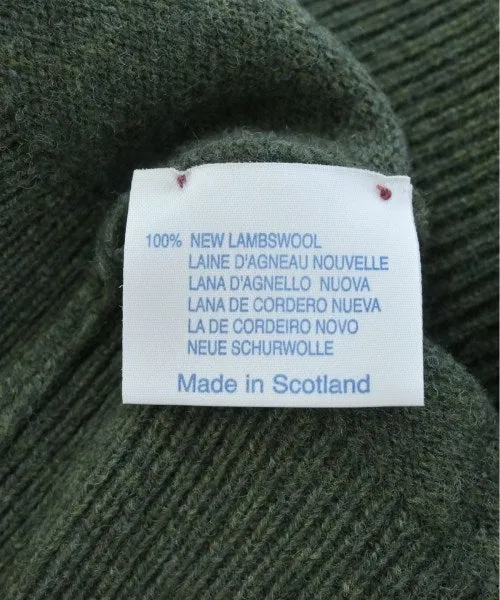 100% NEW LAMBSWOOL
LAINE D'AGNEAU NOUVELLE
LANA D'AGNELLO NUOVA
LANA DE CORDERO NUEVA
LA DE CORDEIRO NOVO
NEUE SCHURWOLLE
Made in Scotland